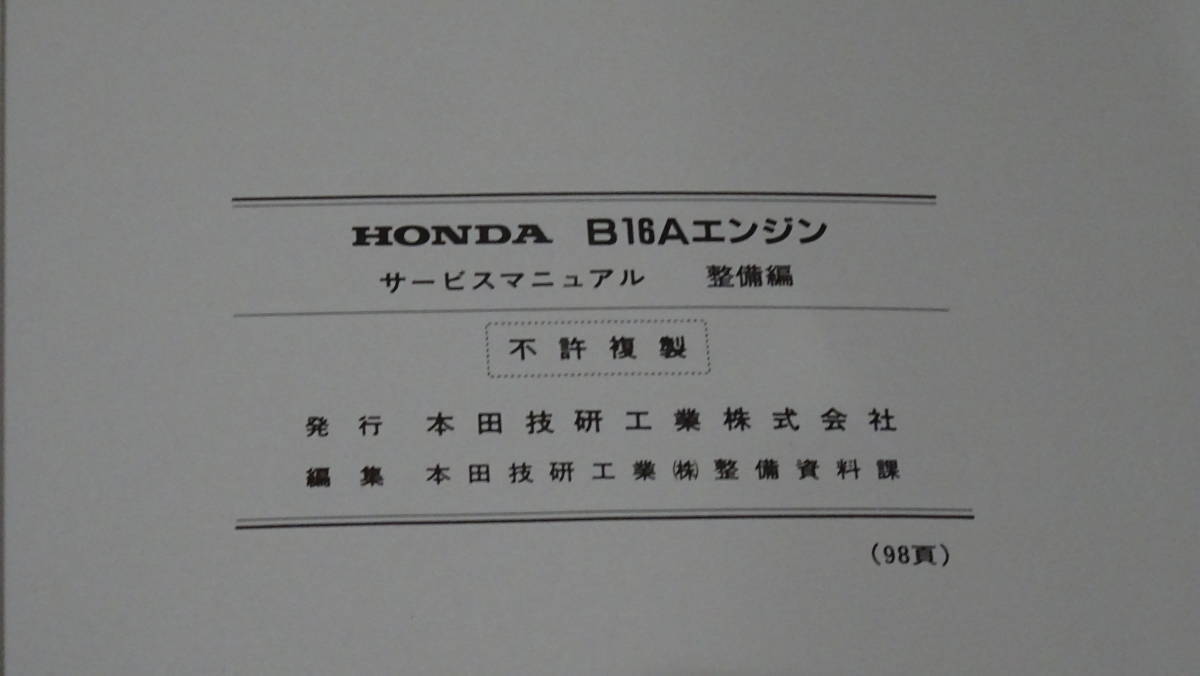 HONDA B16Aエンジン
サービスマニュアル 整備編
不許複製
発行 本田技研工業株式会社
編集 本田技研工業㈱整備資料課
（98頁）